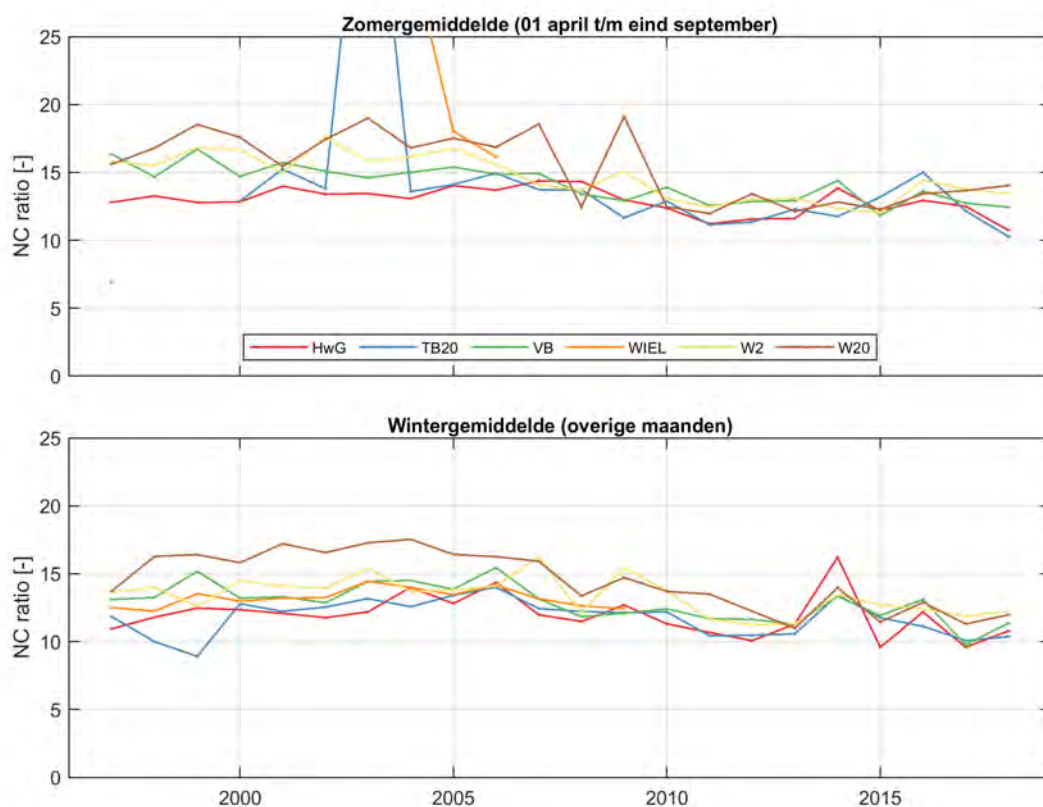 Zomergemiddelde (01 april t/m eind september)
25
20
15
10
5
0
NC ratio [-]
HwG TB20 VB WIEL W2 W20
Wintergemiddelde (overige maanden)
25
20
15
10
5
0
NC ratio [-]
2000 2005 2010 2015